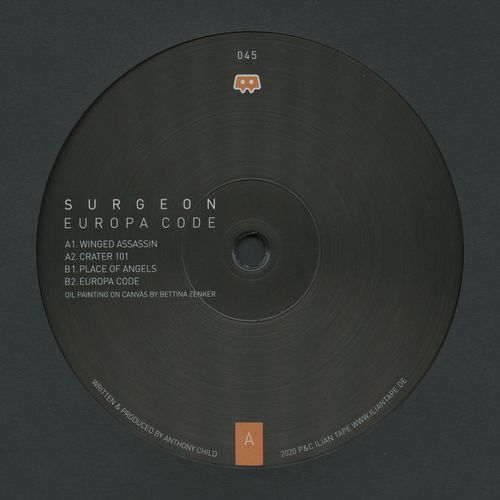 045
SURGEON
EUROPA CODE
A1. WINGED ASSASSIN
A2. CRATER 101
B1. PLACE OF ANGELS
B2. EUROPA CODE
OIL PAINTING ON CANVAS BY BETTINA ZENKER
WRITTEN & PRODUCED BY ANTHONY CHILD
A
2020 P&C ILIAN TAPE WWW.ILIANTAPE.DE